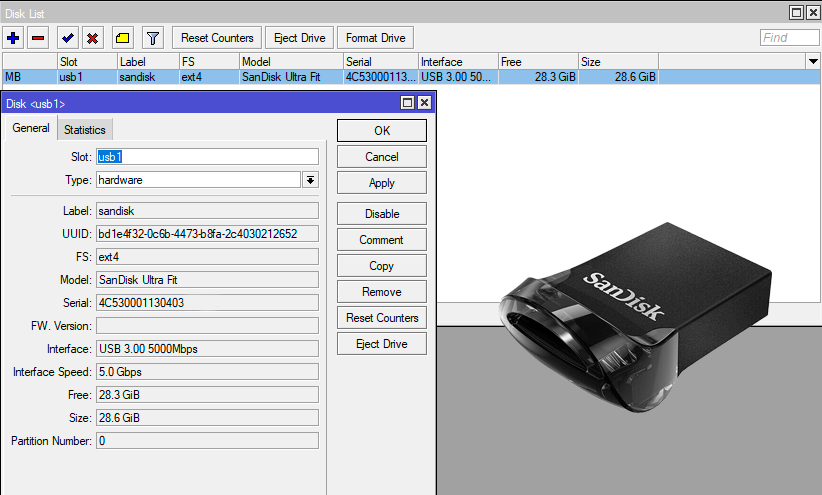 Disk List
Reset Counters Eject Drive Format Drive Find
Slot Label FS Model Serial Interface Free Size
MB usb1 sandisk ext4 SanDisk Ultra Fit 4C53000113... USB 3.00 50... 28.3 GiB 28.6 GiB
Disk <usb1>
General Statistics
Slot: usb1
Type: hardware
Label: sandisk
UUID: bd1e4f32-0c6b-4473-b8fa-2c4030212652
FS: ext4
Model: SanDisk Ultra Fit
Serial: 4C530001130403
FW. Version:
Interface: USB 3.00 5000Mbps
Interface Speed: 5.0 Gbps
Free: 28.3 GiB
Size: 28.6 GiB
Partition Number: 0
OK
Cancel
Apply
Disable
Comment
Copy
Remove
Reset Counters
Eject Drive
SanDisk